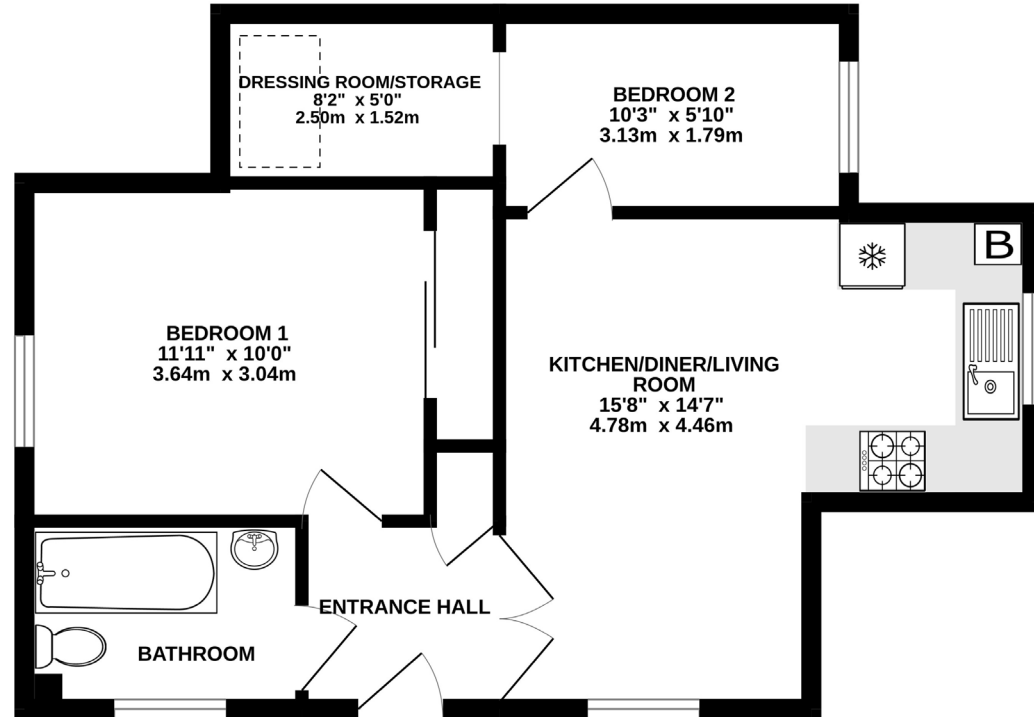 DRESSING ROOM/STORAGE
8'2" x 5'0"
2.50m x 1.52m
BEDROOM 2
10'3" x 5'10"
3.13m x 1.79m
B
BEDROOM 1
11'11" x 10'0"
3.64m x 3.04m
KITCHEN/DINER/LIVING
ROOM
15'8" x 14'7"
4.78m x 4.46m
ENTRANCE HALL
BATHROOM